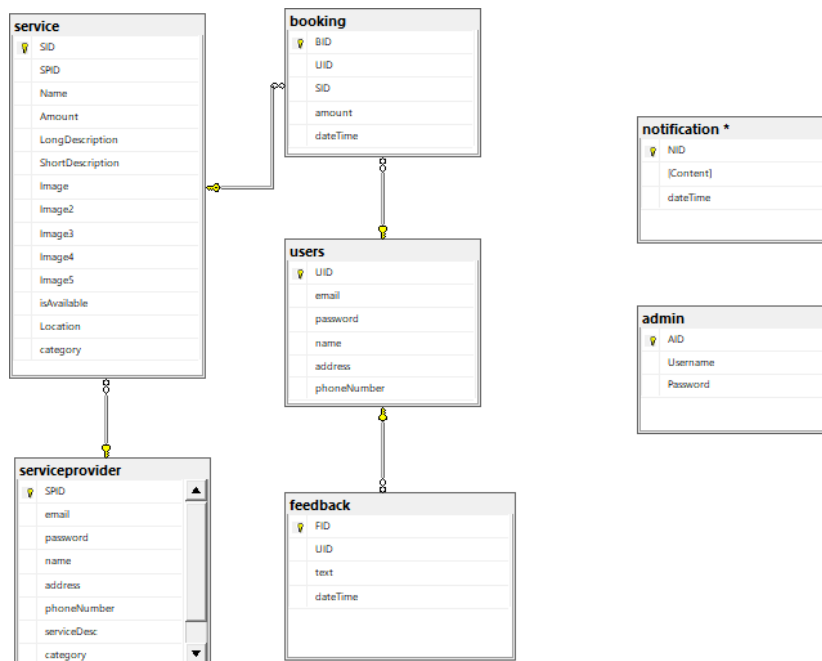 service
SID
SPID
Name
Amount
LongDescription
ShortDescription
Image
Image2
Image3
Image4
Image5
isAvailable
Location
category
booking
BID
UID
SID
amount
dateTime
users
UID
email
password
name
address
phoneNumber
serviceprovider
SPID
email
password
name
address
phoneNumber
serviceDesc
category
feedback
FID
UID
text
dateTime
notification *
NID
[Content]
dateTime
admin
AID
Username
Password